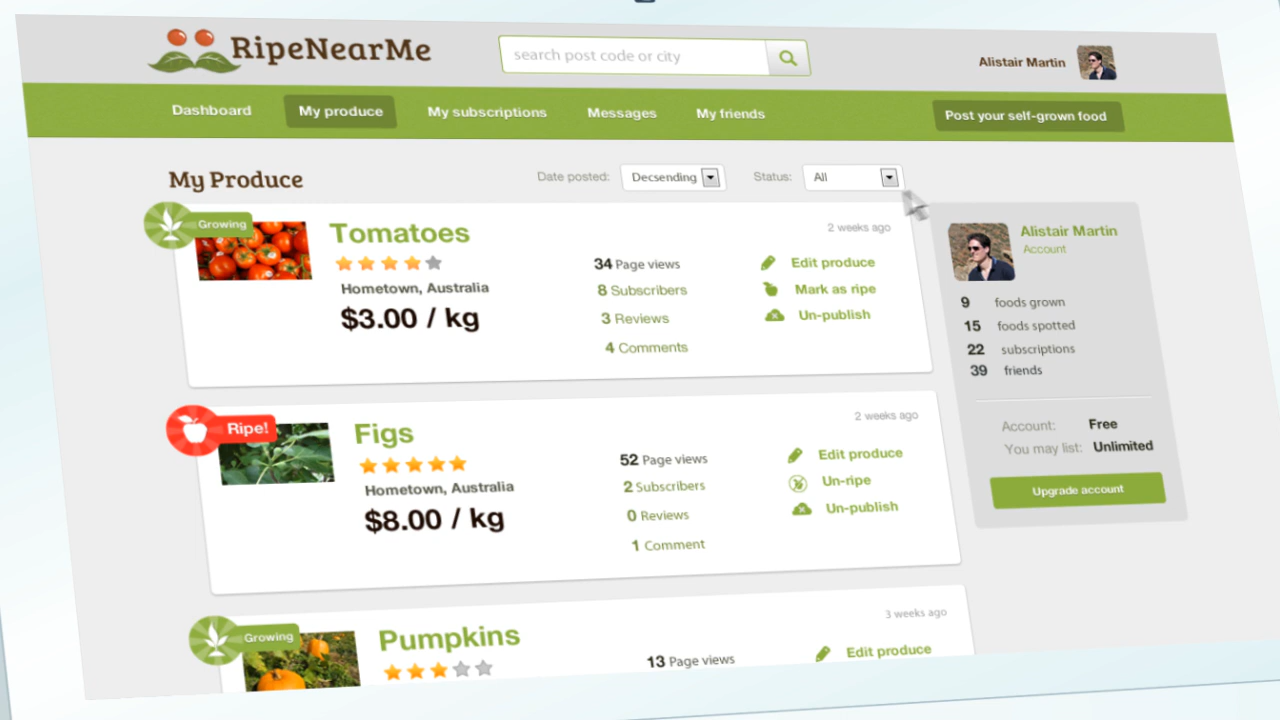 RipeNearMe
search post code or city
Alistair Martin
Dashboard
My produce
My subscriptions
Messages
My friends
Post your self-grown food
My Produce
Date posted:
Decsending
Status:
All
Growing
Tomatoes
2 weeks ago
Hometown, Australia
$3.00 / kg
34 Page views
8 Subscribers
3 Reviews
4 Comments
Edit produce
Mark as ripe
Un-publish
Ripe!
Figs
2 weeks ago
Hometown, Australia
$8.00 / kg
52 Page views
2 Subscribers
0 Reviews
1 Comment
Edit produce
Un-ripe
Un-publish
Growing
Pumpkins
3 weeks ago
13 Page views
Edit produce
Alistair Martin
Account
9 foods grown
15 foods spotted
22 subscriptions
39 friends
Account: Free
You may list: Unlimited
Upgrade account